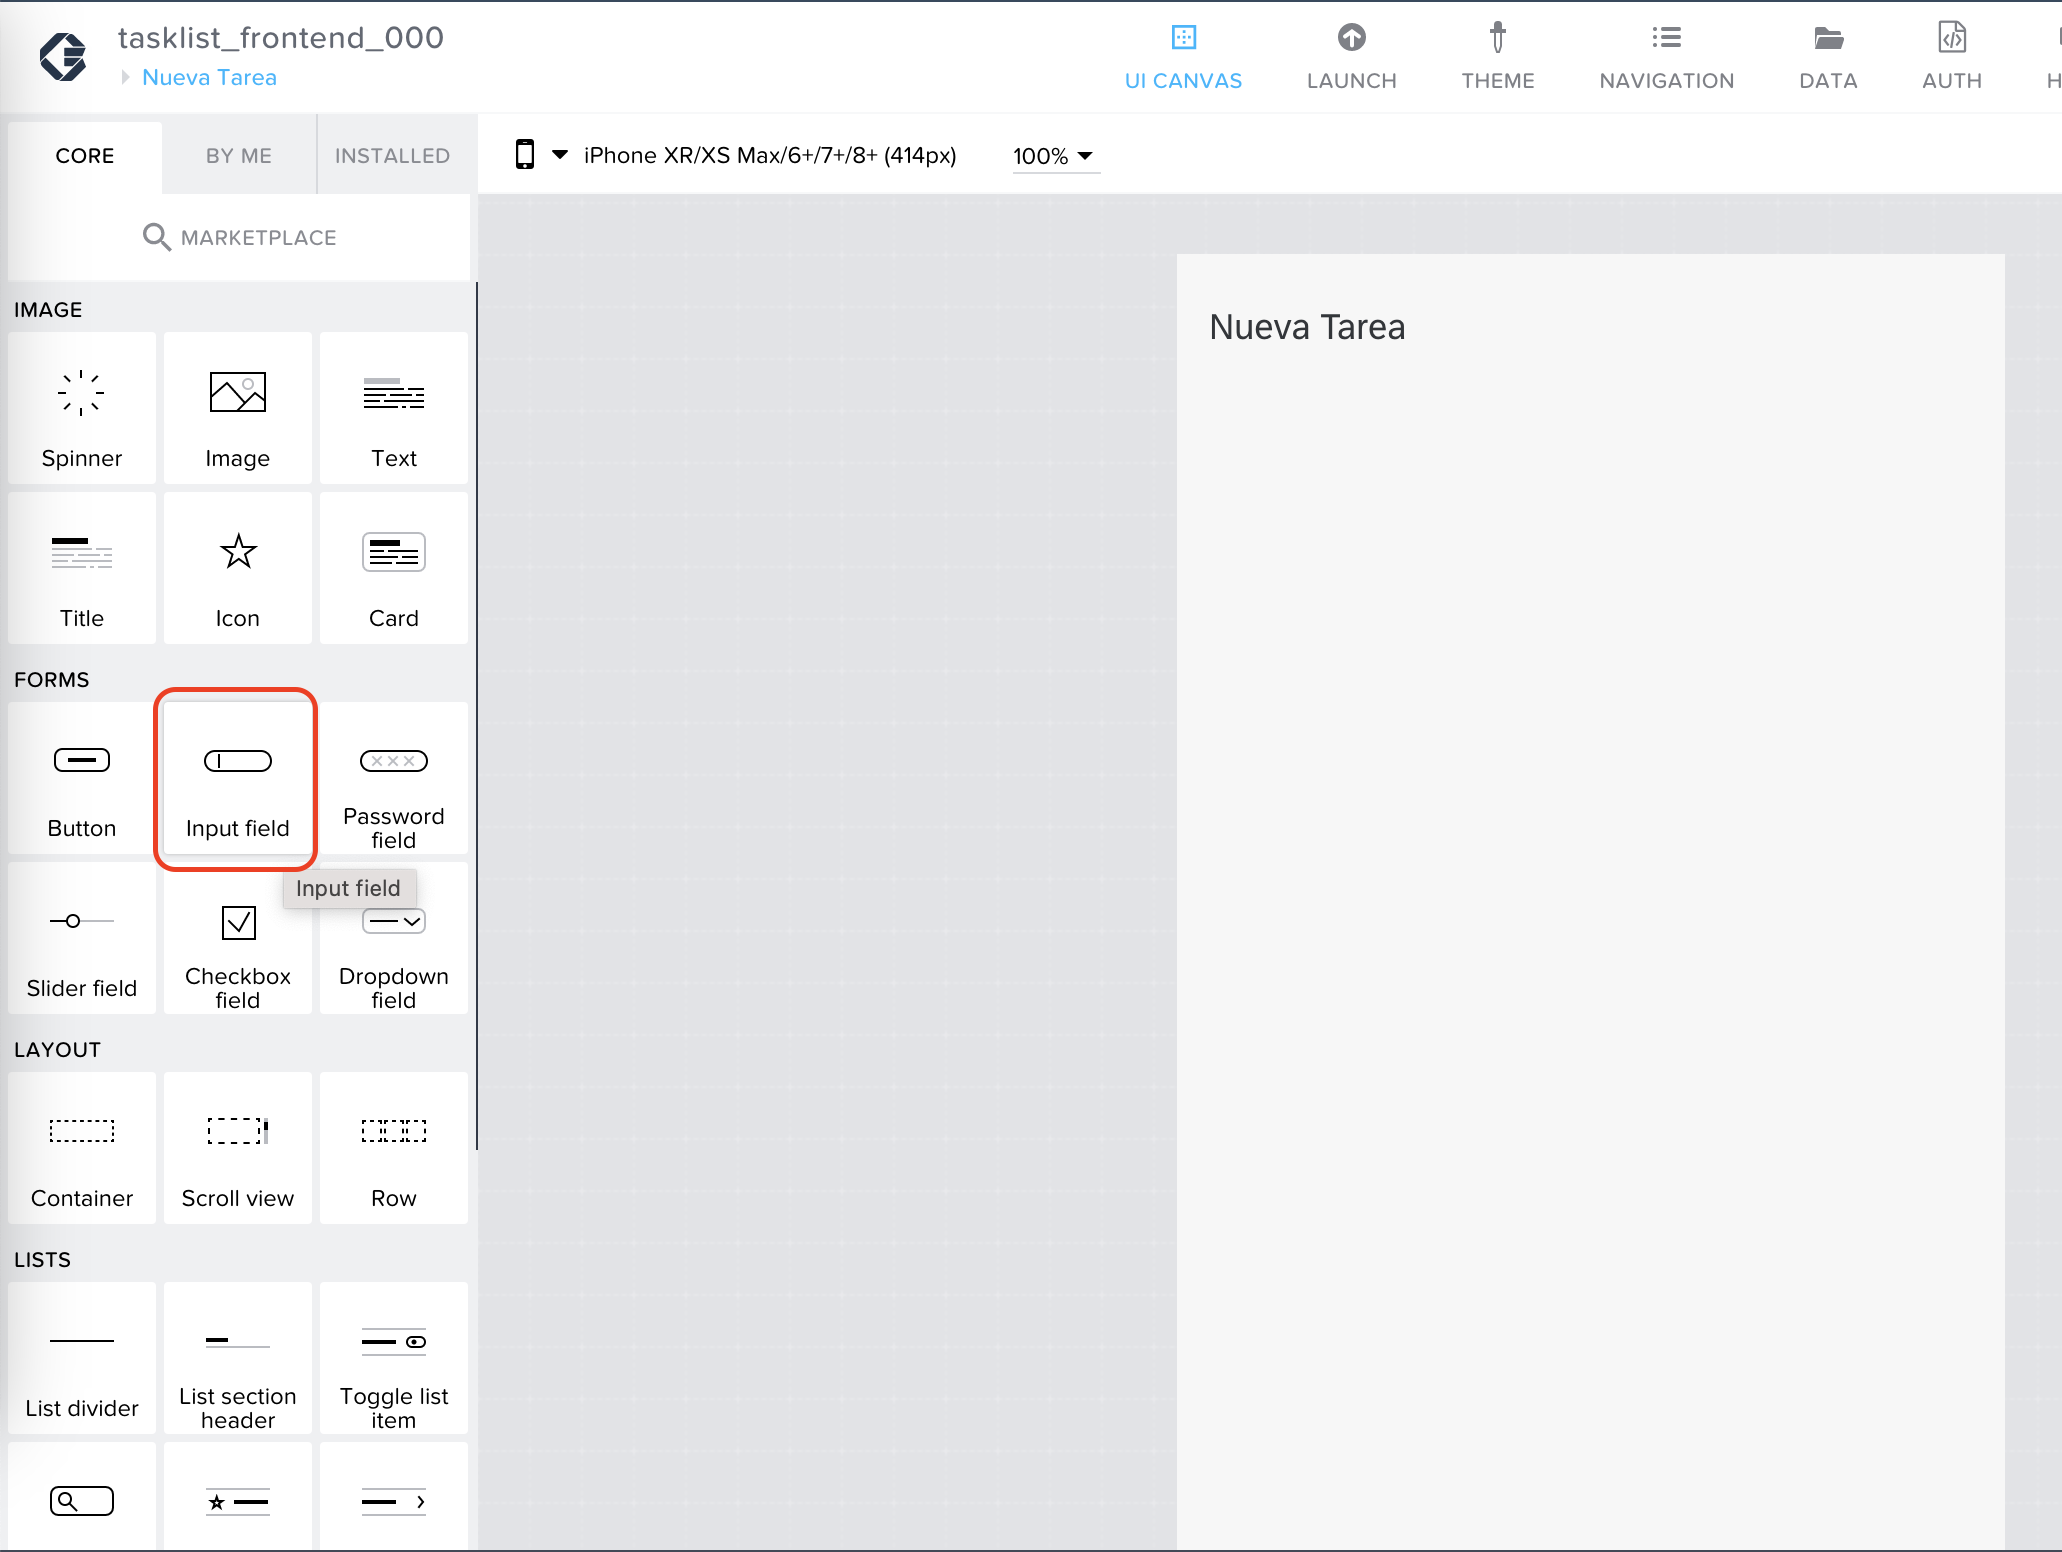 tasklist_frontend_000
Nueva Tarea
UI CANVAS
LAUNCH
THEME
NAVIGATION
DATA
AUTH
H
CORE
BY ME
INSTALLED
iPhone XR/XS Max/6+/7+/8+ (414px)
100%
MARKETPLACE
IMAGE
Spinner
Image
Text
Title
Icon
Card
FORMS
Button
Input field
Password
field
Input field
Slider field
Checkbox
field
Dropdown
field
LAYOUT
Container
Scroll view
Row
LISTS
List divider
List section
header
Toggle list
item
Nueva Tarea